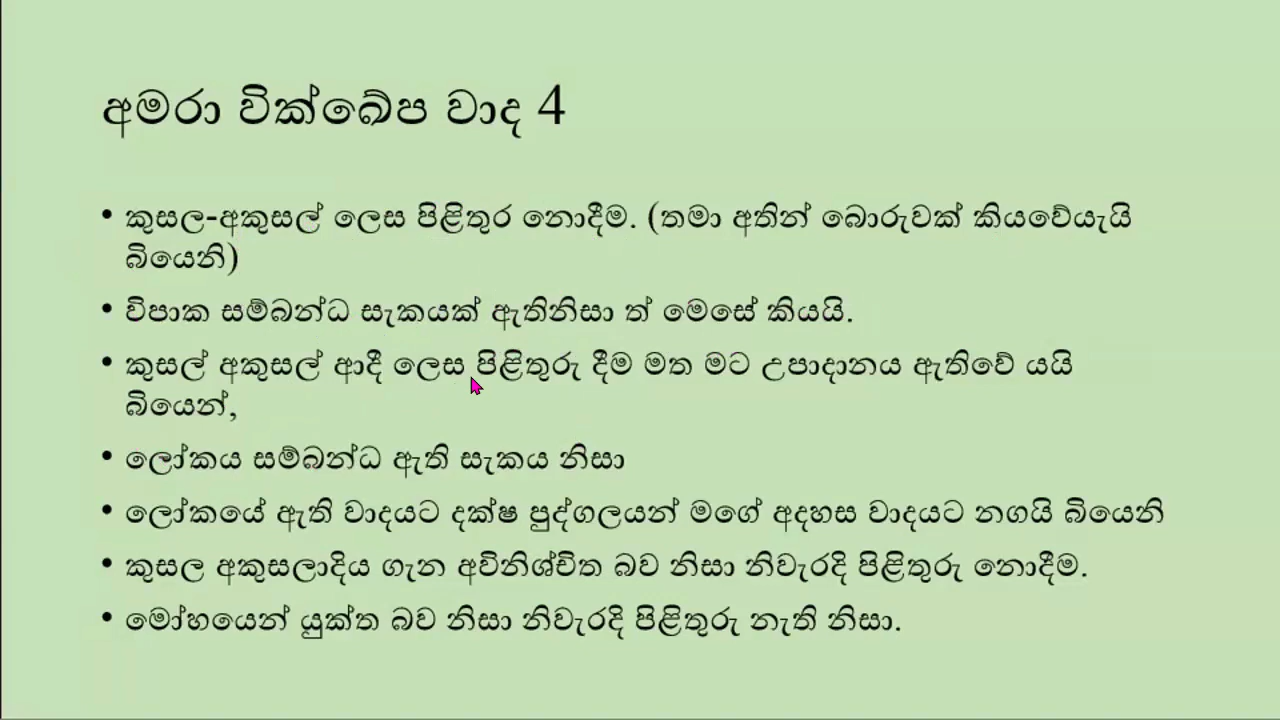 අමරා වික්ඛේප වාද 4
• කුසල-අකුසල් ලෙස පිළිතුර නොදීම. (තමා අතින් බොරුවක් කියවේයැයි
බියෙනි)
• විපාක සම්බන්ධ සැකයක් ඇතිනිසා ත් මෙසේ කියයි.
• කුසල් අකුසල් ආදී ලෙස පිළිතුරු දීම මත මට උපාදානය ඇතිවේ යයි
බියෙන්,
• ලෝකය සම්බන්ධ ඇති සැකය නිසා
• ලෝකයේ ඇති වාදයට දක්ෂ පුද්ගලයන් මගේ අදහස වාදයට නගයි බියෙනි
• කුසල අකුසලාදිය ගැන අවිනිශ්චිත බව නිසා නිවැරදි පිළිතුරු නොදීම.
• මෝහයෙන් යුක්ත බව නිසා නිවැරදි පිළිතුරු නැති නිසා.